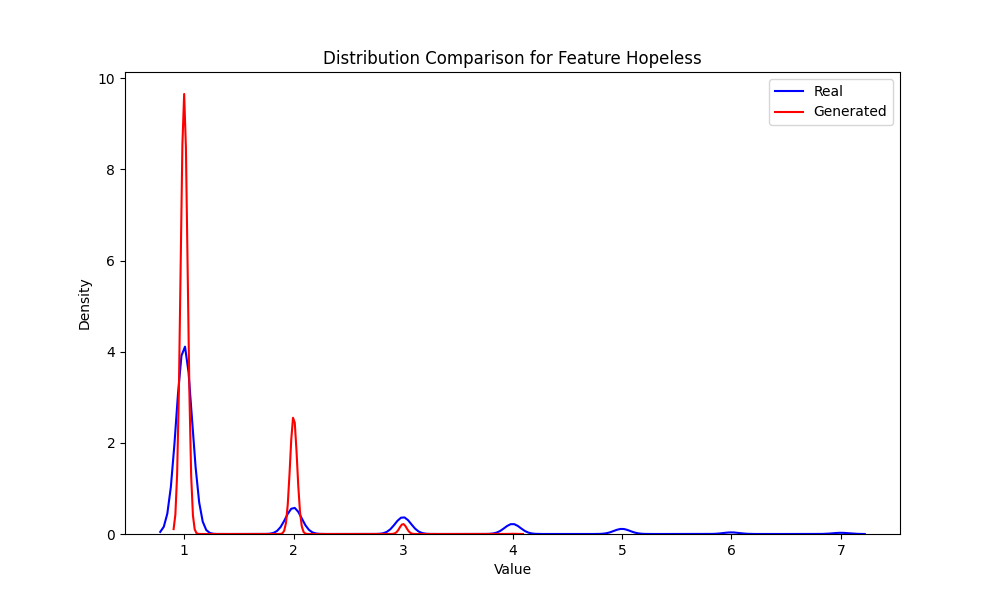 Distribution Comparison for Feature Hopeless
Real
Generated
Density
10
8
6
4
2
0
1 2 3 4 5 6 7
Value